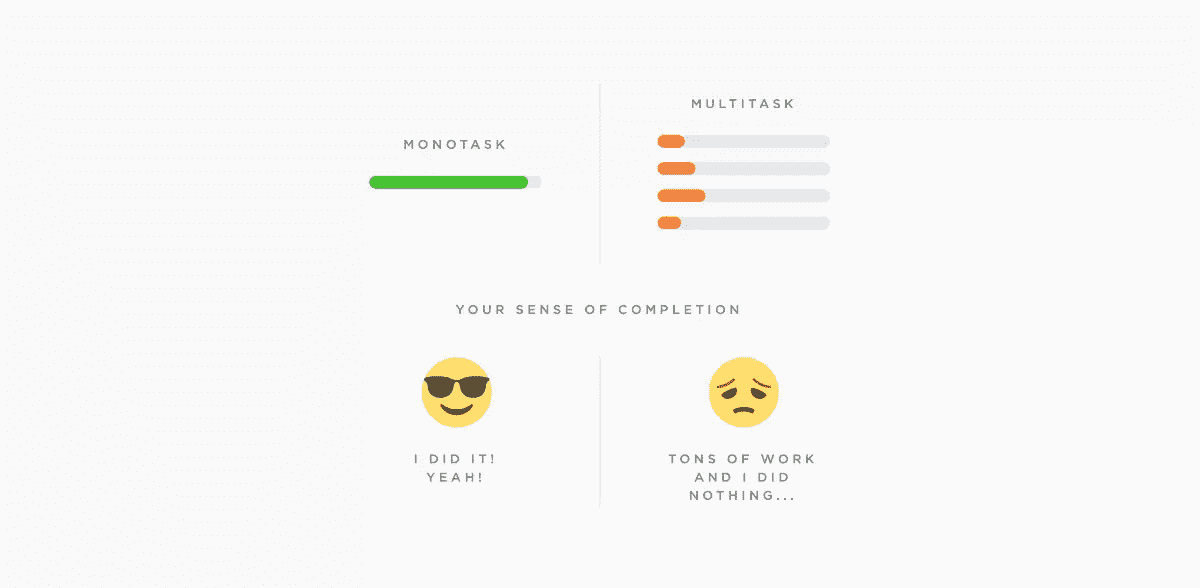 MONOTASK
MULTITASK
YOUR SENSE OF COMPLETION
I DID IT!
YEAH!
TONS OF WORK
AND I DID
NOTHING...